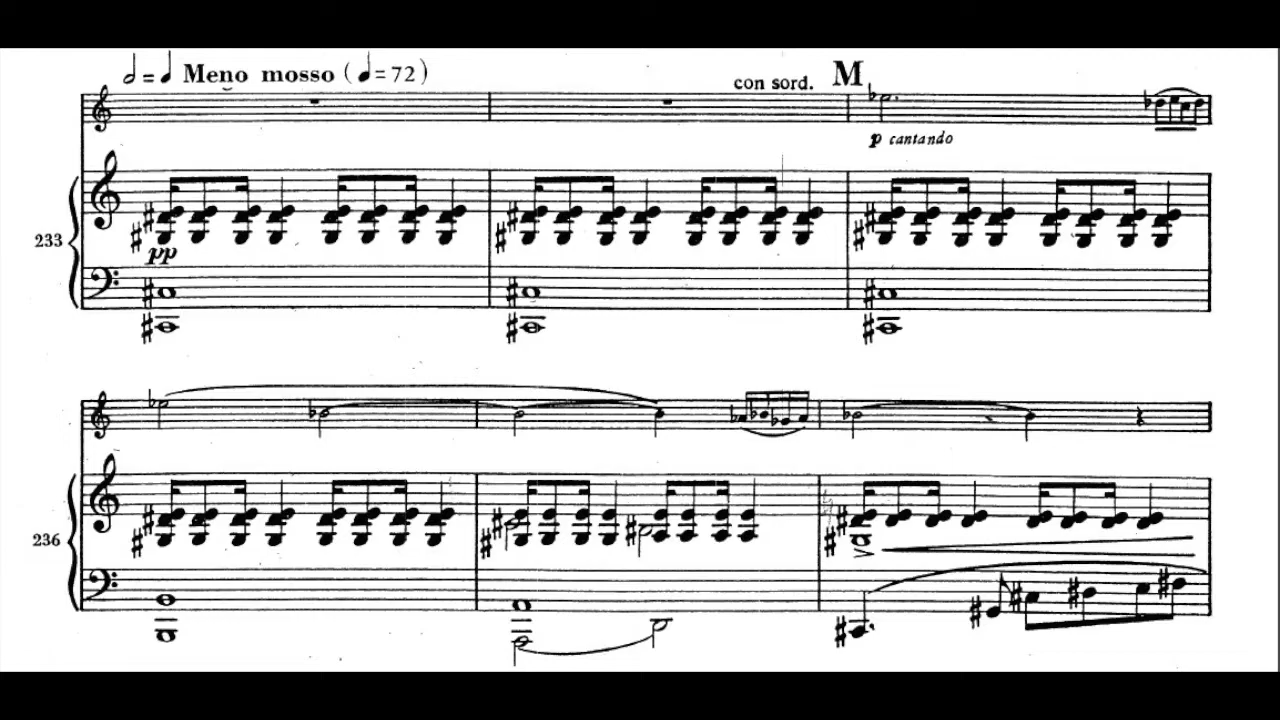 𝅗𝅥 = ♩ Meno mosso (♩ = 72)
con sord. M
p cantando
233
pp
236